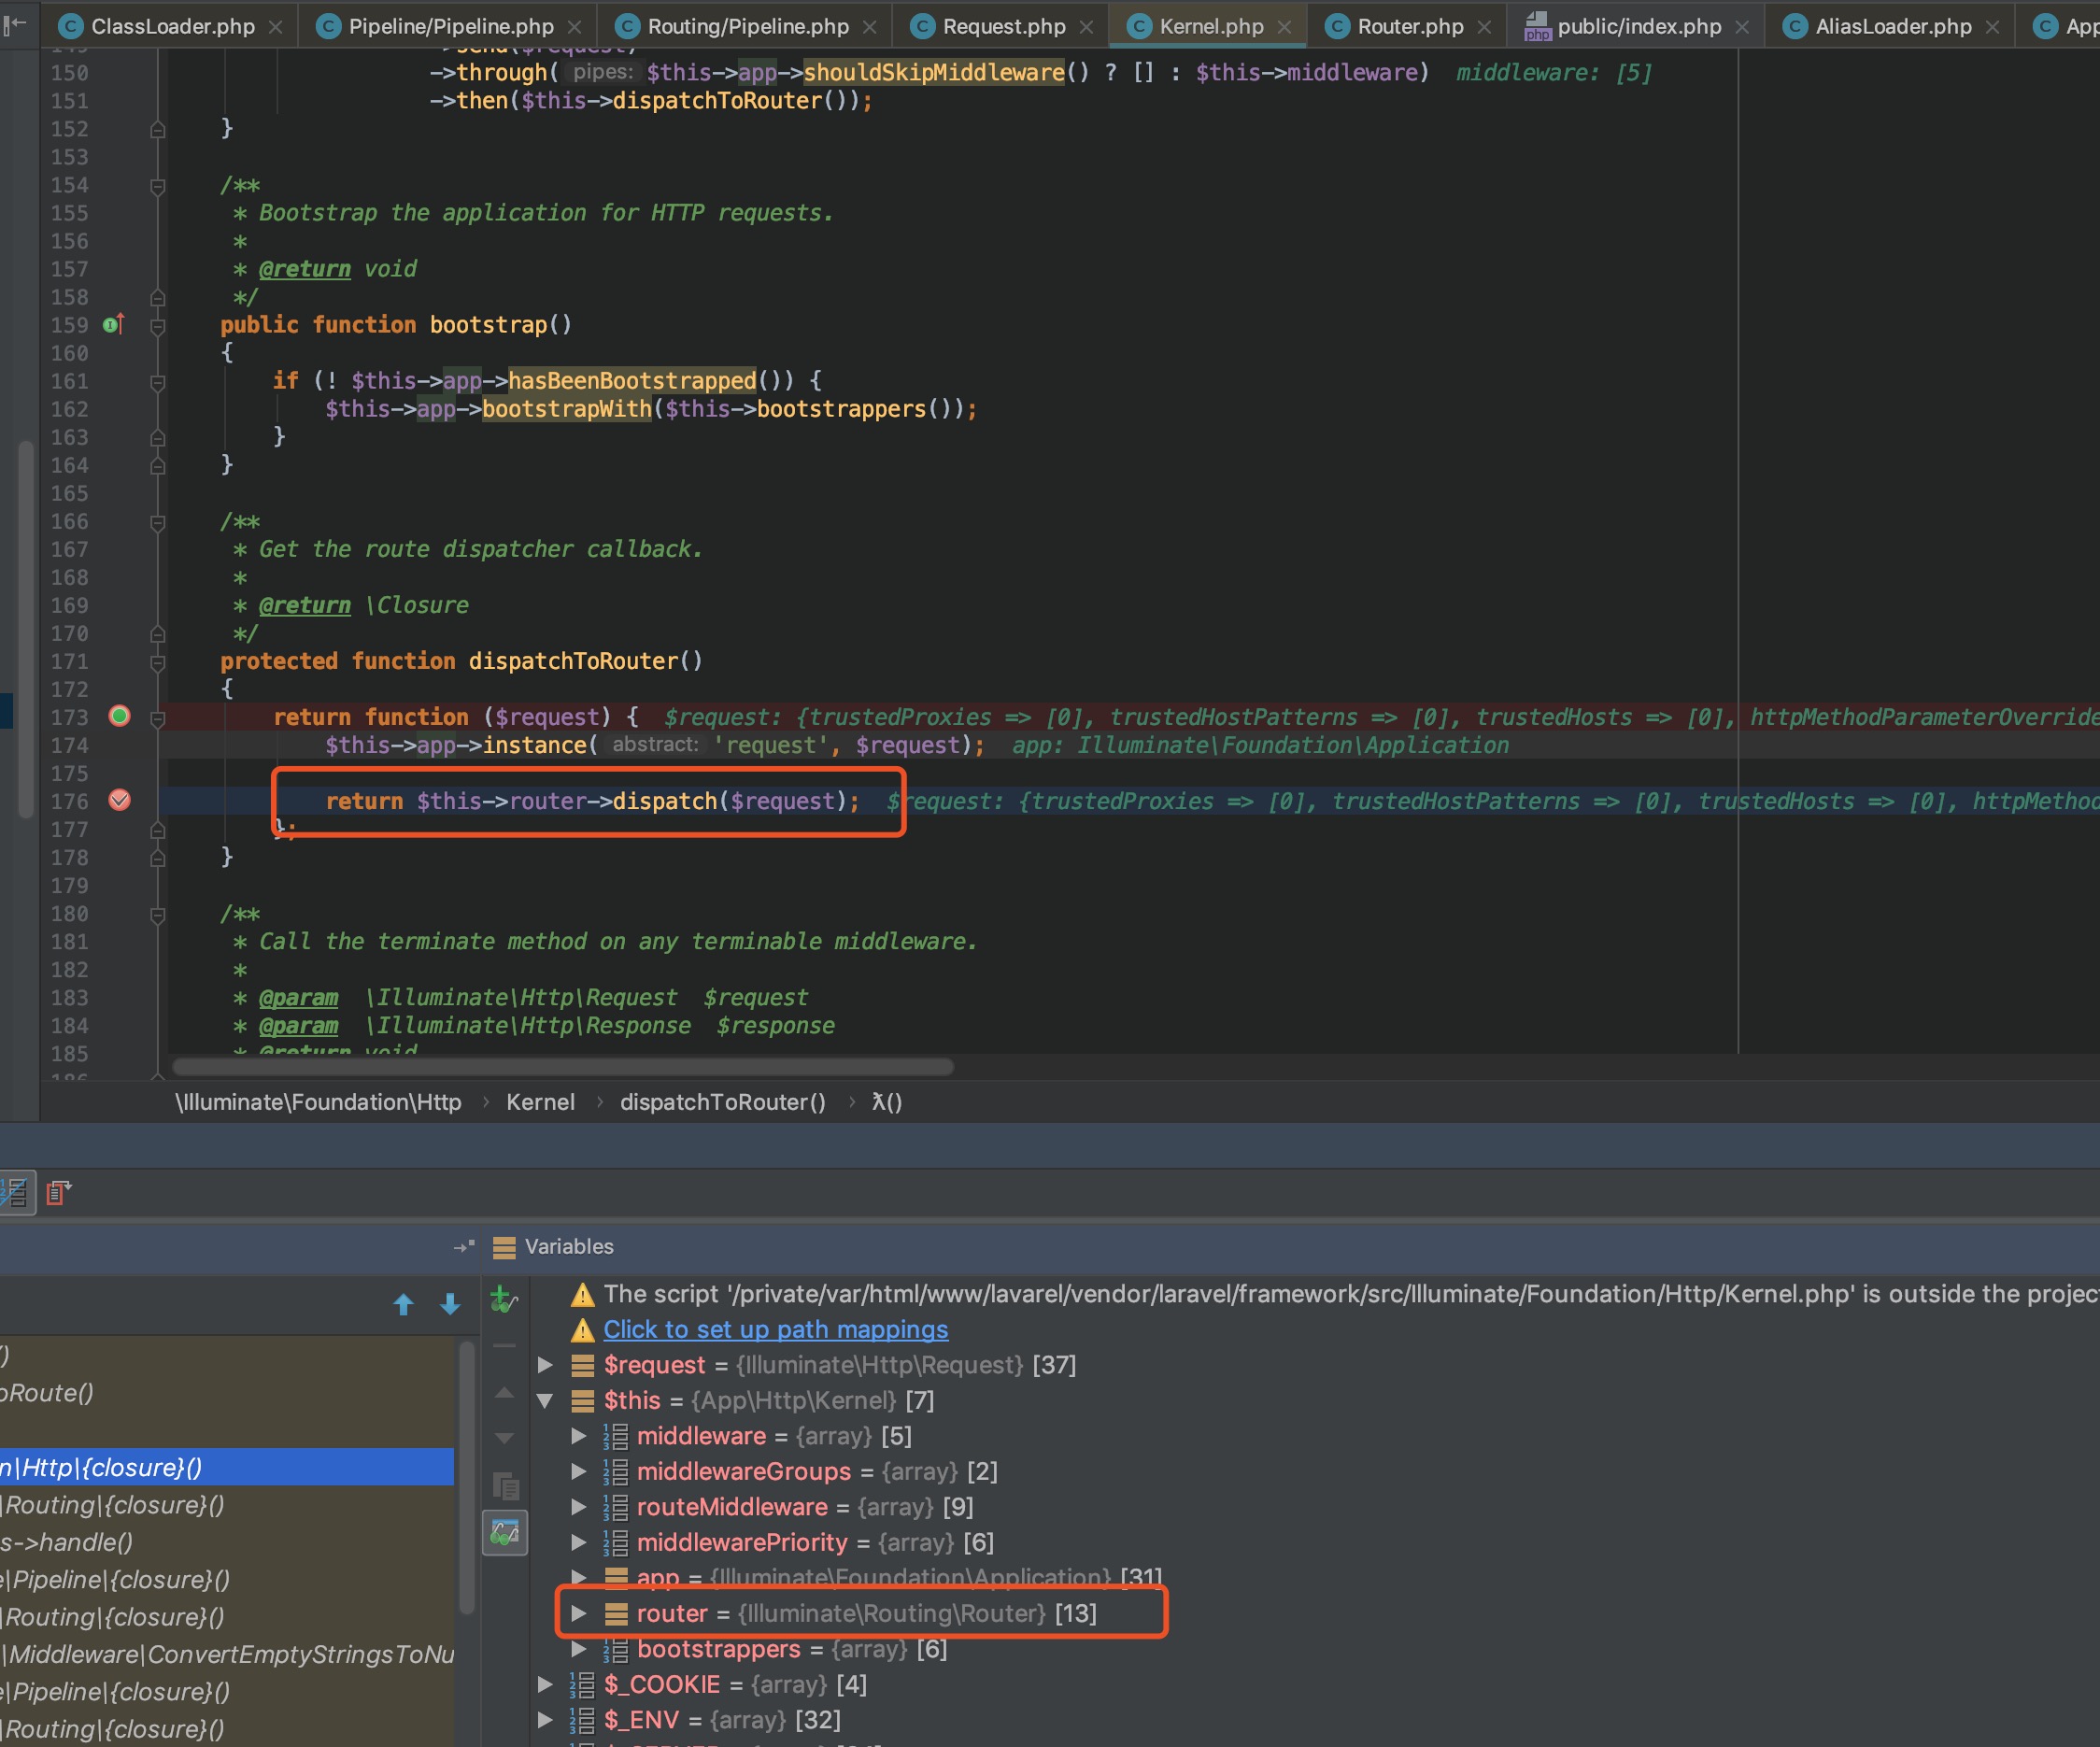 ClassLoader.php Pipeline/Pipeline.php Routing/Pipeline.php Request.php Kernel.php Router.php public/index.php AliasLoader.php App
149 ->send($request)
150 ->through( pipes: $this->app->shouldSkipMiddleware() ? [] : $this->middleware) middleware: [5]
151 ->then($this->dispatchToRouter());
152 }
153
154 /**
155 * Bootstrap the application for HTTP requests.
156 *
157 * @return void
158 */
159 public function bootstrap()
160 {
161 if (! $this->app->hasBeenBootstrapped()) {
162 $this->app->bootstrapWith($this->bootstrappers());
163 }
164 }
165
166 /**
167 * Get the route dispatcher callback.
168 *
169 * @return \Closure
170 */
171 protected function dispatchToRouter()
172 {
173 return function ($request) { $request: {trustedProxies => [0], trustedHostPatterns => [0], trustedHosts => [0], httpMethodParameterOverride
174 $this->app->instance( abstract: 'request', $request); app: Illuminate\Foundation\Application
175
176 return $this->router->dispatch($request); $request: {trustedProxies => [0], trustedHostPatterns => [0], trustedHosts => [0], httpMethod
177 };
178 }
179
180 /**
181 * Call the terminate method on any terminable middleware.
182 *
183 * @param \Illuminate\Http\Request $request
184 * @param \Illuminate\Http\Response $response
185 * @return void
186
\Illuminate\Foundation\Http › Kernel › dispatchToRouter() › λ()
Variables
()
oRoute()
n\Http\{closure}()
\Routing\{closure}()
s->handle()
e\Pipeline\{closure}()
\Routing\{closure}()
\Middleware\ConvertEmptyStringsToNu
e\Pipeline\{closure}()
\Routing\{closure}()
The script '/private/var/html/www/lavarel/vendor/laravel/framework/src/Illuminate/Foundation/Http/Kernel.php' is outside the project
Click to set up path mappings
$request = {Illuminate\Http\Request} [37]
$this = {App\Http\Kernel} [7]
middleware = {array} [5]
middlewareGroups = {array} [2]
routeMiddleware = {array} [9]
middlewarePriority = {array} [6]
app = {Illuminate\Foundation\Application} [31]
router = {Illuminate\Routing\Router} [13]
bootstrappers = {array} [6]
$_COOKIE = {array} [4]
$_ENV = {array} [32]